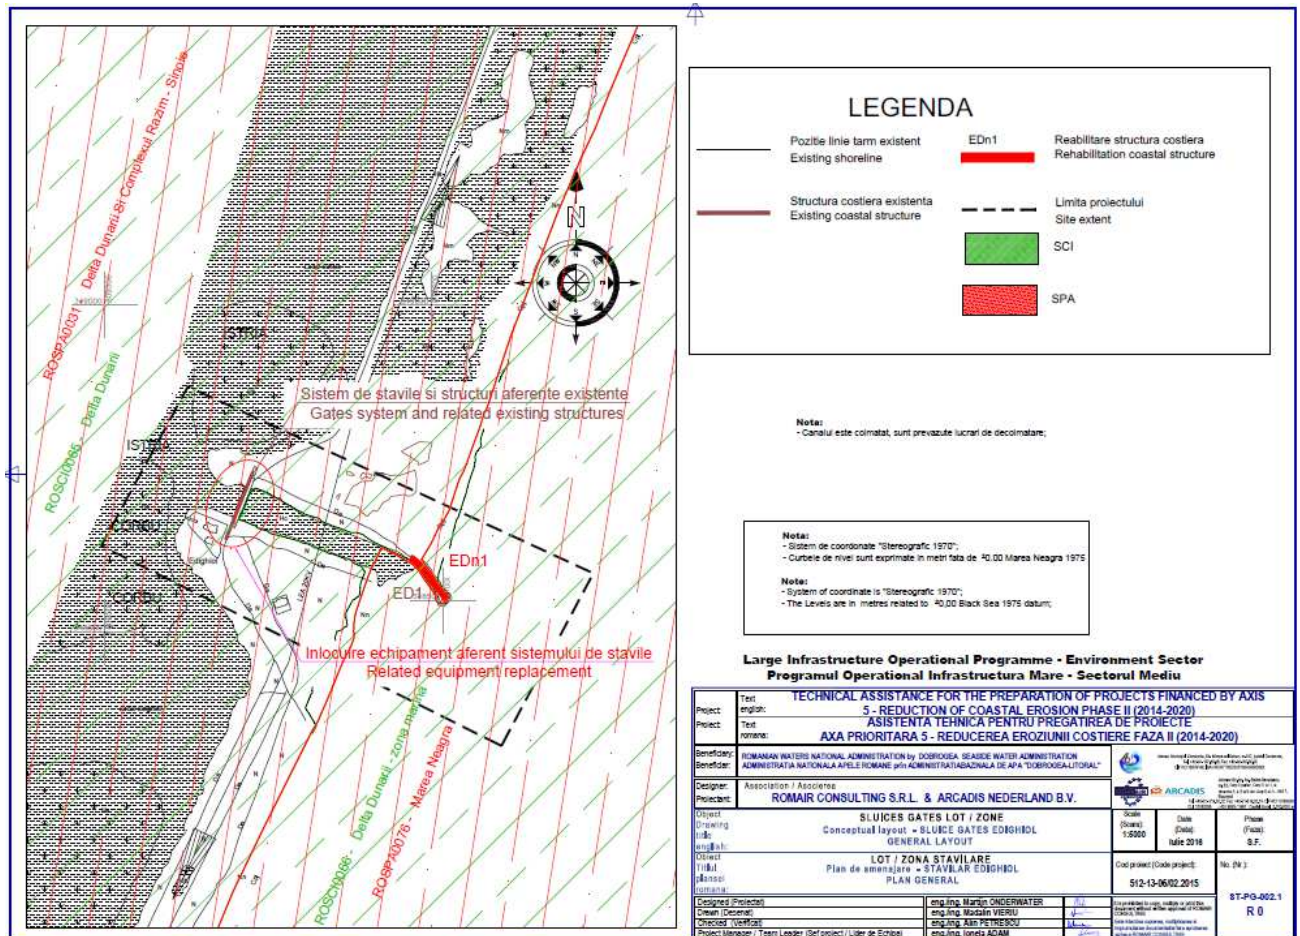 ROSPA0031 - Delta Dunarii Si Complexul Razim - Sinoie
ROSCI0065 - Delta Dunarii
ISTRIA
Sistem de stavile si structuri aferente existente
Gates system and related existing structures
ISTRIA
CORBU
Edighiol
CORBU
EDn1
ED1
Inlocuire echipament aferent sistemului de stavile
Related equipment replacement
ROSCI0066 - Delta Dunarii - zona marina
ROSPA0076 - Marea Neagra
N
LEGENDA
Pozitie linie tarm existent
Existing shoreline
EDn1
Reabilitare structura costiera
Rehabilitation coastal structure
Structura costiera existenta
Existing coastal structure
Limita proiectului
Site extent
SCI
SPA
Nota:
- Canalul este colmatat, sunt prevazute lucrari de decolmatare;
Nota:
- Sistem de coordonate "Stereografic 1970";
- Curbele de nivel sunt exprimate in metri fata de ±0.00 Marea Neagra 1975
Note:
- System of coordinate is "Stereografic 1970";
- The Levels are in metres related to ±0,00 Black Sea 1975 datum;
Large Infrastructure Operational Programme - Environment Sector
Programul Operational Infrastructura Mare - Sectorul Mediu
Project: Text english: TECHNICAL ASSISTANCE FOR THE PREPARATION OF PROJECTS FINANCED BY AXIS
5 - REDUCTION OF COASTAL EROSION PHASE II (2014-2020)
Proiect: Text romana: ASISTENTA TEHNICA PENTRU PREGATIREA DE PROIECTE
AXA PRIORITARA 5 - REDUCEREA EROZIUNII COSTIERE FAZA II (2014-2020)
Beneficiary: ROMANIAN WATERS NATIONAL ADMINISTRATION by DOBROGEA SEASIDE WATER ADMINISTRATION
Beneficiar: ADMINISTRATIA NATIONALA APELE ROMANE prin ADMINISTRATIABAZINALA DE APA "DOBROGEA-LITORAL"
Designer: Association / Asocierea
Proiectant: ROMAIR CONSULTING S.R.L. & ARCADIS NEDERLAND B.V.
ARCADIS
Object Drawing title english:
SLUICES GATES LOT / ZONE
Conceptual layout - SLUICE GATES EDIGHIOL
GENERAL LAYOUT
Scale (Scara): 1:5000
Date (Data): Iulie 2016
Phase (Faza): S.F.
Obiect Titlul plansei romana:
LOT / ZONA STAVILARE
Plan de amenajare - STAVILAR EDIGHIOL
PLAN GENERAL
Cod proiect (Code project):
512-13-06/02.2015
No. (Nr.):
ST-PG-002.1
R 0
Designed (Proiectat) eng./ing. Martijn ONDERWATER
Drawn (Desenat) eng./ing. Madalin VIERIU
Checked (Verificat) eng./ing. Alin PETRESCU
Project Manager / Team Leader (Sef proiect / Lider de Echipa) eng./ing. Ionela ADAM